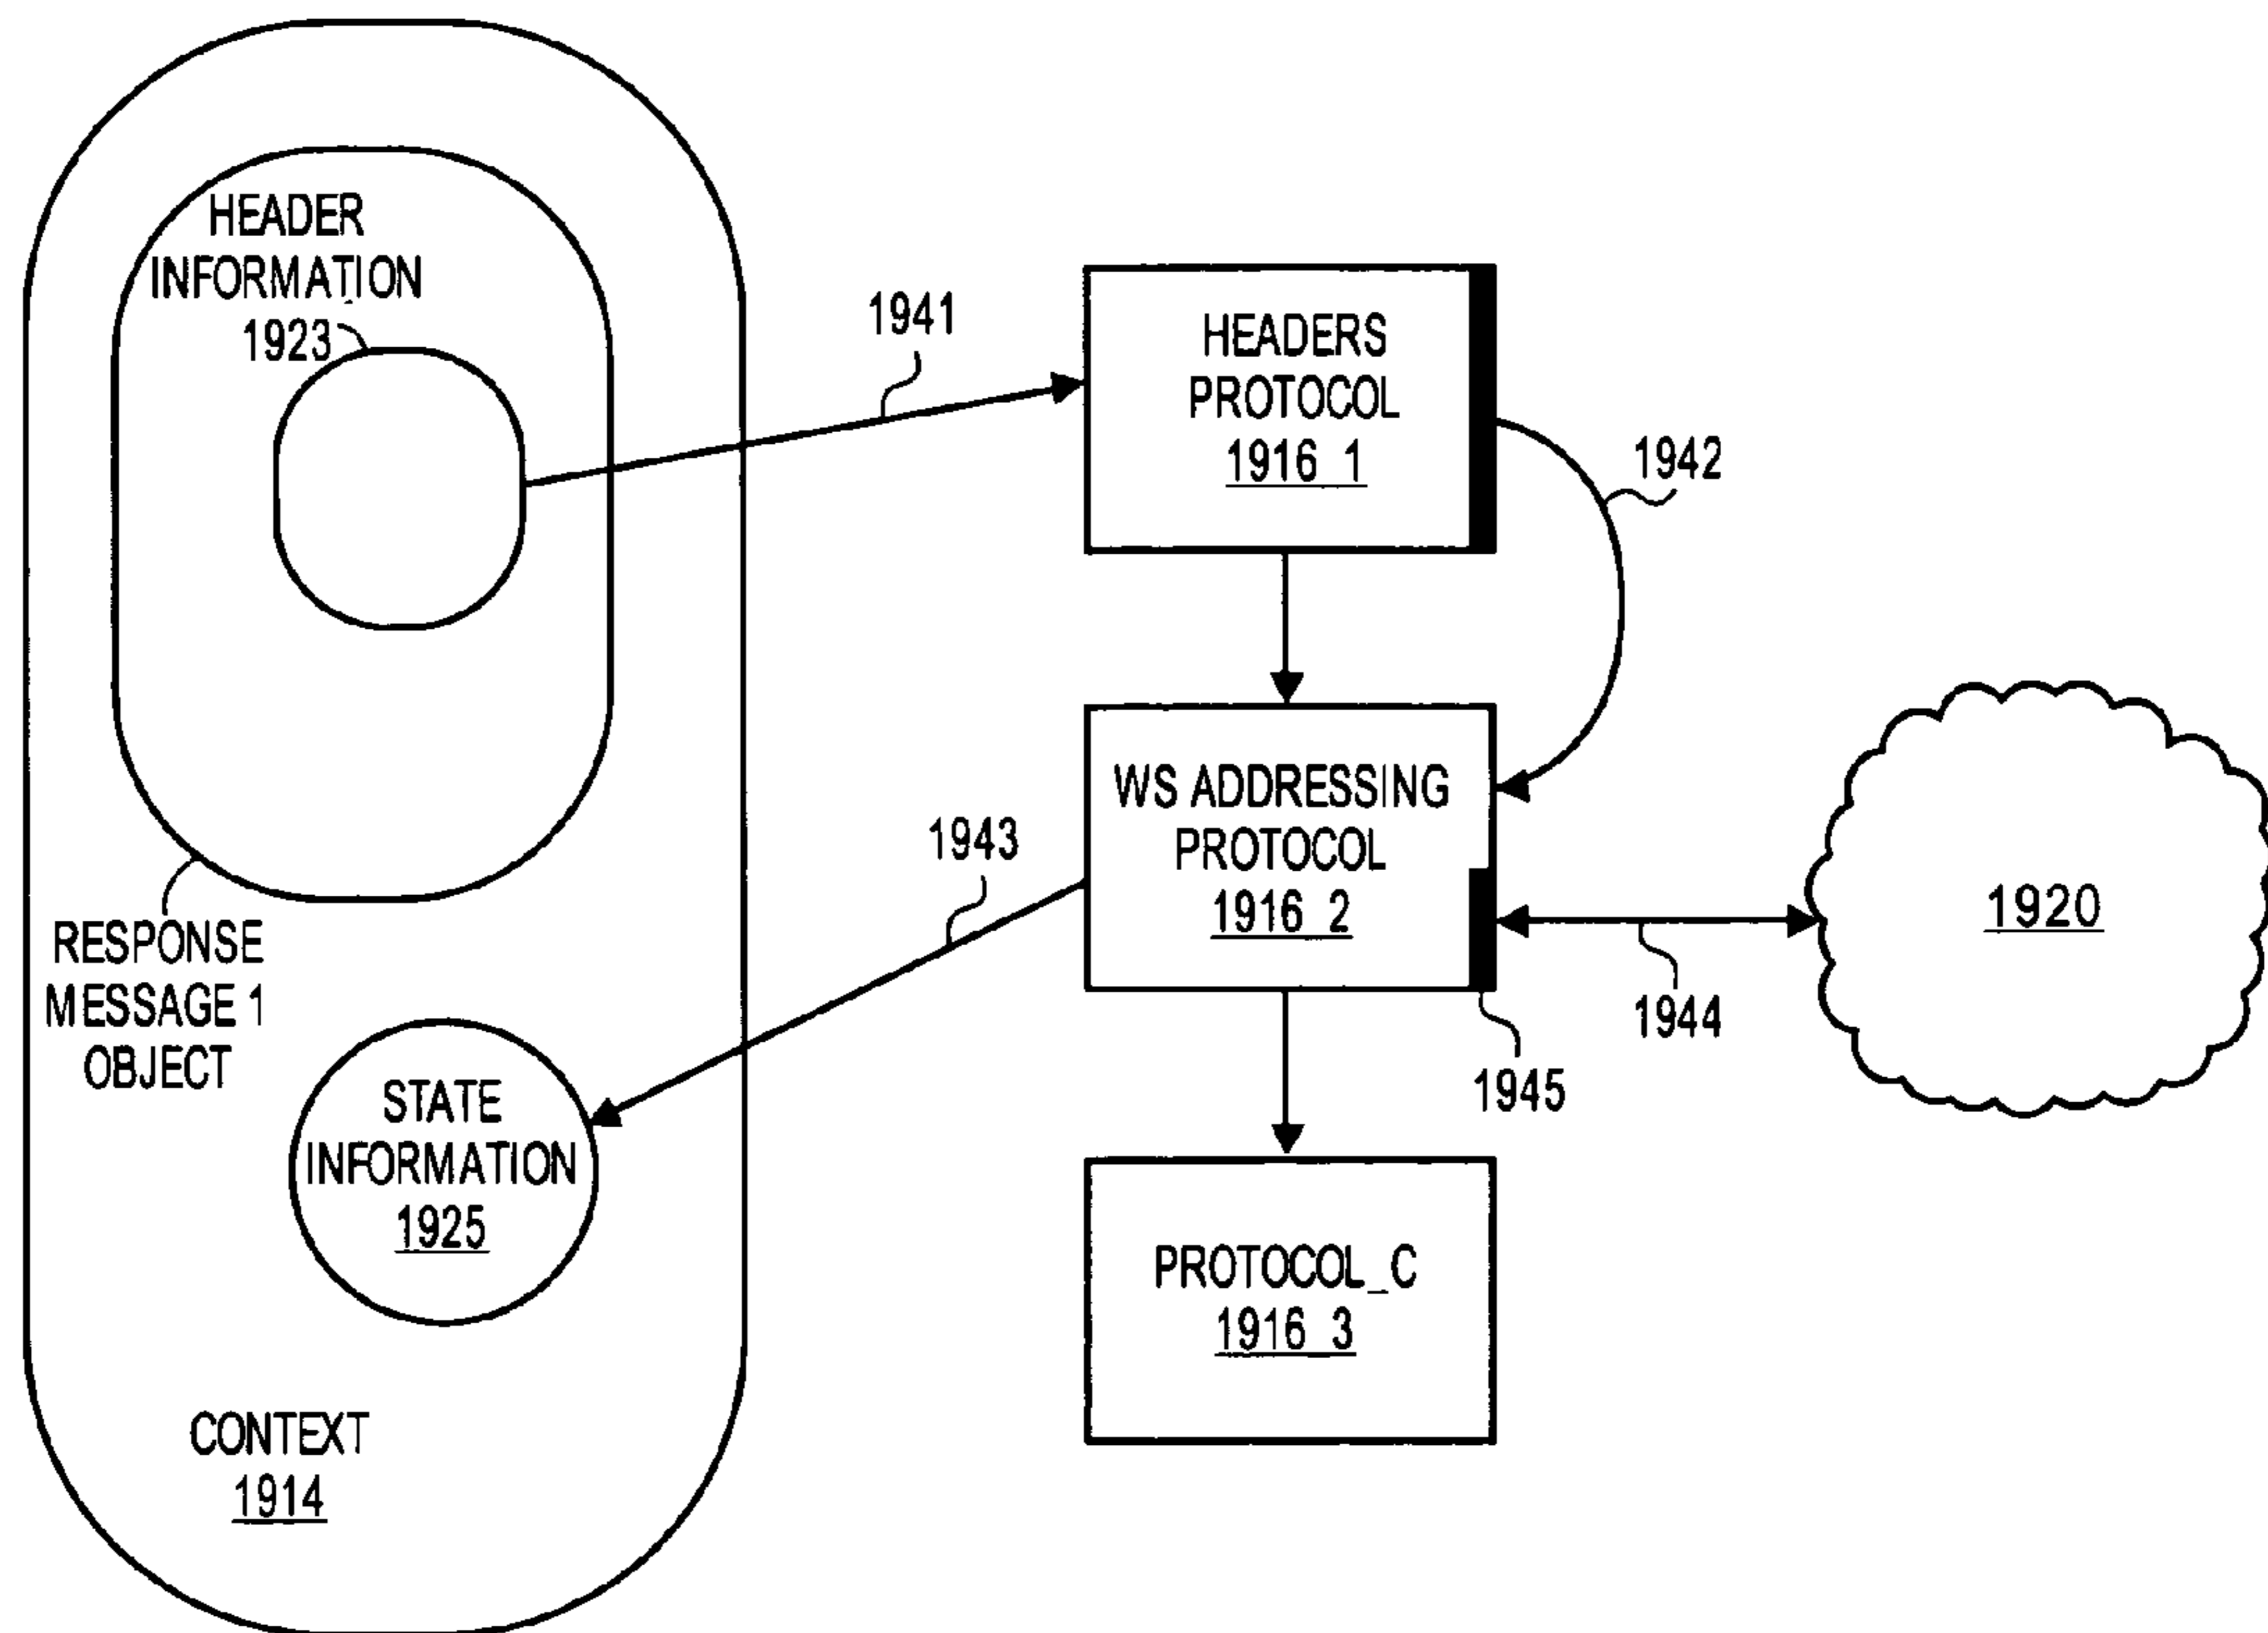 HEADER
INFORMATION
1923
1941
HEADERS
PROTOCOL
1916_1
1942
WS ADDRESSING
PROTOCOL
1916_2
1943
1920
1944
1945
RESPONSE
MESSAGE 1
OBJECT
STATE
INFORMATION
1925
PROTOCOL_C
1916_3
CONTEXT
1914